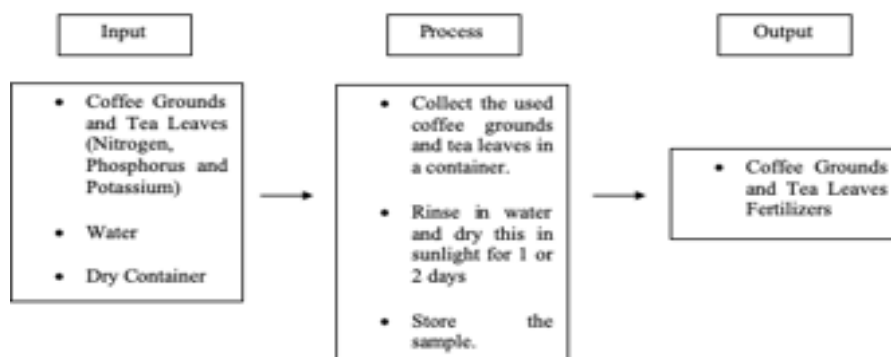 Input
Process
Output
• Coffee Grounds
and Tea Leaves
(Nitrogen,
Phosphorus and
Potassium)
• Water
• Dry Container
• Collect the used
coffee grounds
and tea leaves in
a container.
• Rinse in water
and dry this in
sunlight for 1 or
2 days
• Store the
sample.
• Coffee Grounds
and Tea Leaves
Fertilizers